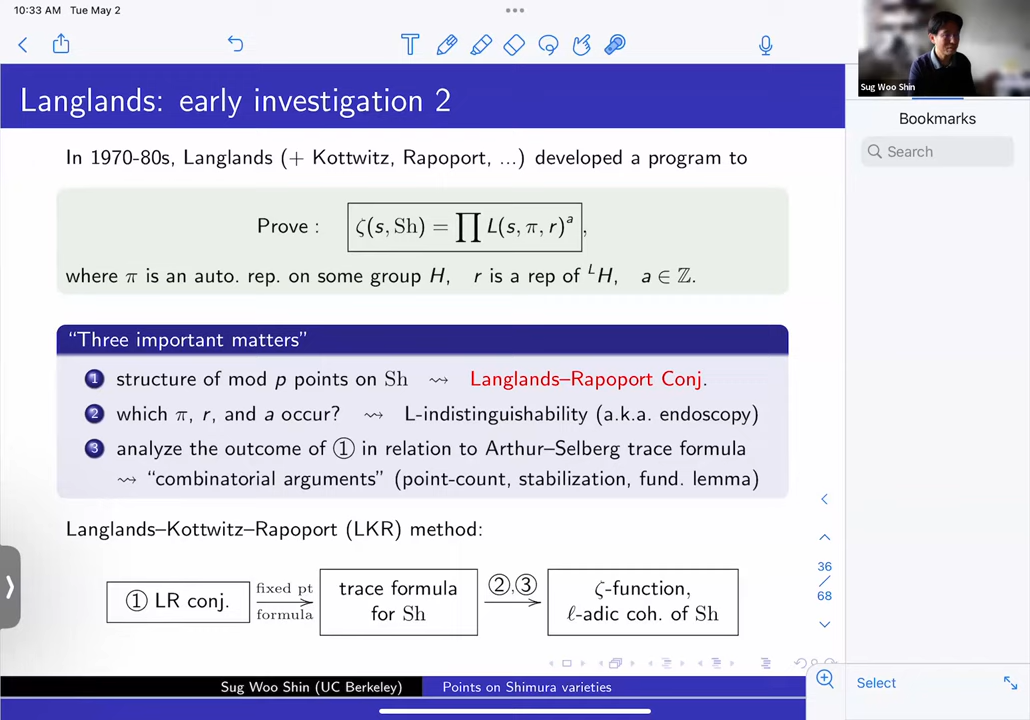 10:33 AM Tue May 2
Sug Woo Shin
Langlands: early investigation 2
Bookmarks
Search
In 1970-80s, Langlands (+ Kottwitz, Rapoport, ...) developed a program to
Prove : ζ(s, Sh) = ∏ L(s, π, r)^a,
where π is an auto. rep. on some group H, r is a rep of ^L H, a ∈ ℤ.
“Three important matters”
1 structure of mod p points on Sh ⇝ Langlands–Rapoport Conj.
2 which π, r, and a occur? ⇝ L-indistinguishability (a.k.a. endoscopy)
3 analyze the outcome of ① in relation to Arthur–Selberg trace formula
⇝ “combinatorial arguments” (point-count, stabilization, fund. lemma)
Langlands–Kottwitz–Rapoport (LKR) method:
① LR conj.
fixed pt
formula
trace formula
for Sh
②,③
ζ-function,
ℓ-adic coh. of Sh
36
/
68
Sug Woo Shin (UC Berkeley) Points on Shimura varieties
Select